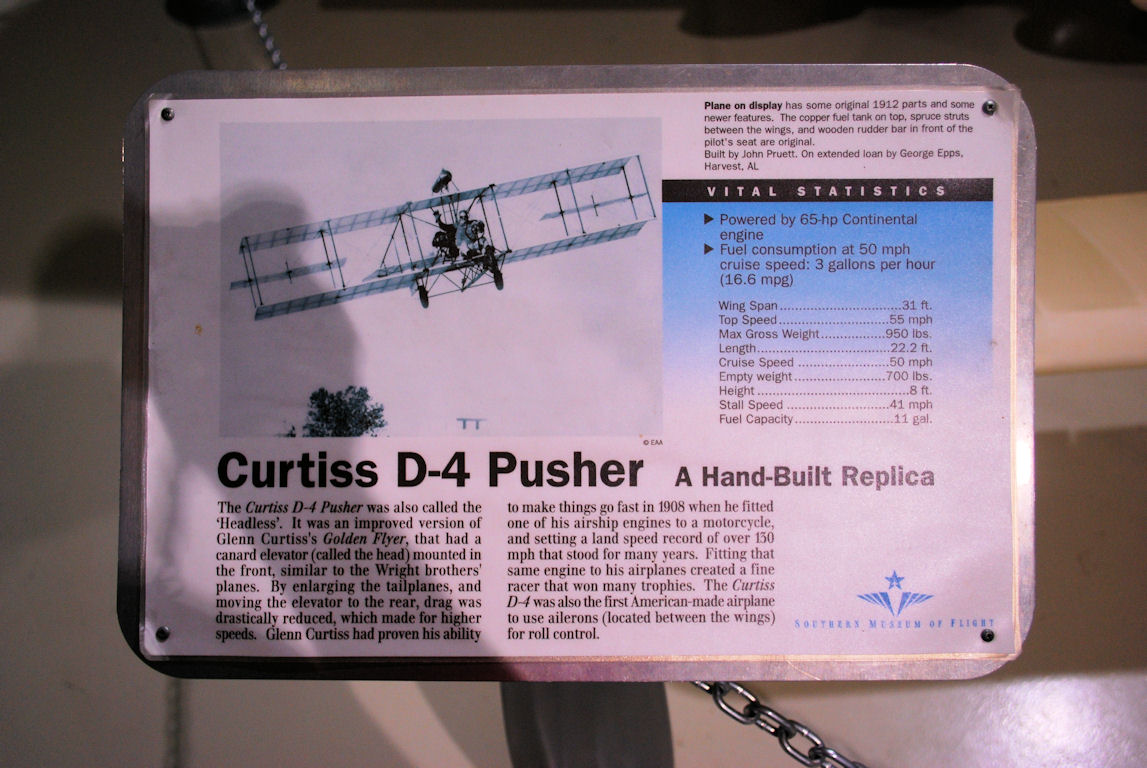 Plane on display has some original 1912 parts and some
newer features. The copper fuel tank on top, spruce struts
between the wings, and wooden rudder bar in front of the
pilot's seat are original.
Built by John Pruett. On extended loan by George Epps,
Harvest, AL
VITAL STATISTICS
▶ Powered by 65-hp Continental
engine
▶ Fuel consumption at 50 mph
cruise speed: 3 gallons per hour
(16.6 mpg)
Wing Span....................31 ft.
Top Speed....................55 mph
Max Gross Weight.............950 lbs.
Length.......................22.2 ft.
Cruise Speed ................50 mph
Empty weight.................700 lbs.
Height.......................8 ft.
Stall Speed .................41 mph
Fuel Capacity................11 gal.
© EAA
Curtiss D-4 Pusher A Hand-Built Replica
The Curtiss D-4 Pusher was also called the
'Headless'. It was an improved version of
Glenn Curtiss's Golden Flyer, that had a
canard elevator (called the head) mounted in
the front, similar to the Wright brothers'
planes. By enlarging the tailplanes, and
moving the elevator to the rear, drag was
drastically reduced, which made for higher
speeds. Glenn Curtiss had proven his ability
to make things go fast in 1908 when he fitted
one of his airship engines to a motorcycle,
and setting a land speed record of over 130
mph that stood for many years. Fitting that
same engine to his airplanes created a fine
racer that won many trophies. The Curtiss
D-4 was also the first American-made airplane
to use ailerons (located between the wings)
for roll control.
SOUTHERN MUSEUM OF FLIGHT